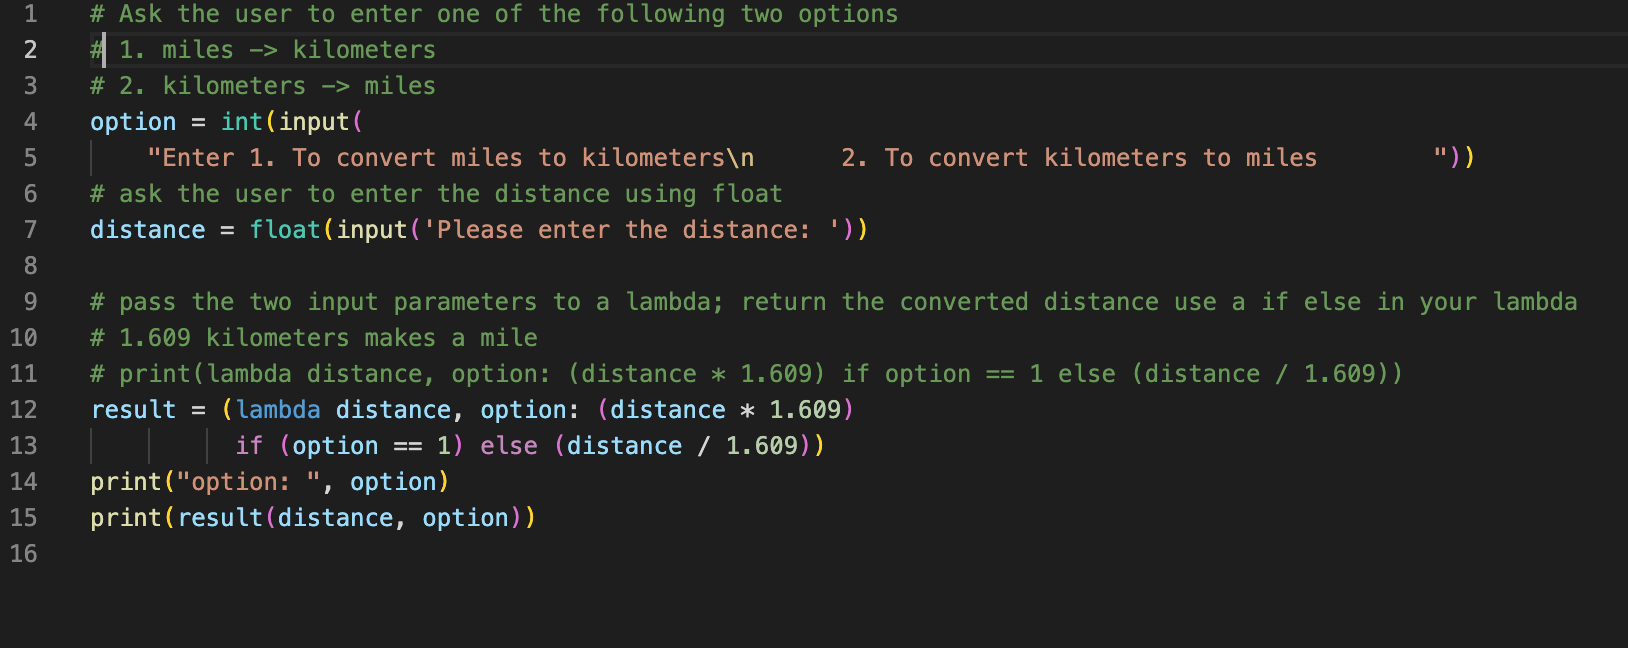 1 # Ask the user to enter one of the following two options
2 # 1. miles -> kilometers
3 # 2. kilometers -> miles
4 option = int(input(
5     "Enter 1. To convert miles to kilometers\n      2. To convert kilometers to miles        "))
6 # ask the user to enter the distance using float
7 distance = float(input('Please enter the distance: '))
8
9 # pass the two input parameters to a lambda; return the converted distance use a if else in your lambda
10 # 1.609 kilometers makes a mile
11 # print(lambda distance, option: (distance * 1.609) if option == 1 else (distance / 1.609))
12 result = (lambda distance, option: (distance * 1.609)
13           if (option == 1) else (distance / 1.609))
14 print("option: ", option)
15 print(result(distance, option))
16